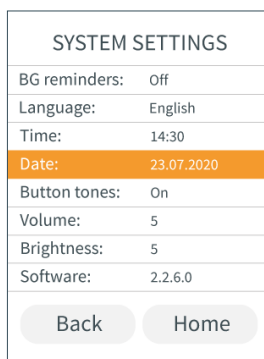 SYSTEM SETTINGS
BG reminders: Off
Language: English
Time: 14:30
Date: 23.07.2020
Button tones: On
Volume: 5
Brightness: 5
Software: 2.2.6.0
Back Home